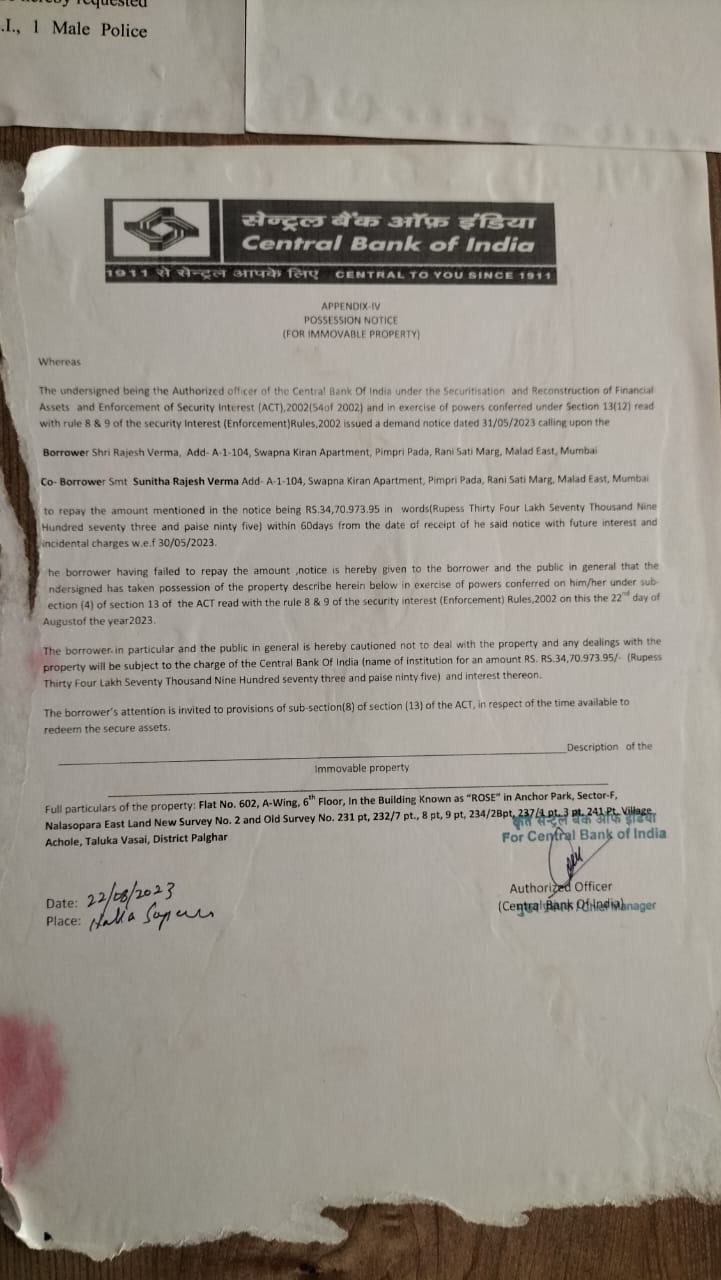 requested
.I., 1 Male Police
सेन्ट्रल बैंक ऑफ़ इंडिया
Central Bank of India
1911 से सेन्ट्रल आपके लिए CENTRAL TO YOU SINCE 1911
APPENDIX-IV
POSSESSION NOTICE
(FOR IMMOVABLE PROPERTY)
Whereas
The undersigned being the Authorized officer of the Central Bank Of India under the Securitisation and Reconstruction of Financial
Assets and Enforcement of Security Interest (ACT),2002(54of 2002) and in exercise of powers conferred under Section 13(12) read
with rule 8 & 9 of the security Interest (Enforcement)Rules,2002 issued a demand notice dated 31/05/2023 calling upon the
Borrower Shri Rajesh Verma, Add- A-1-104, Swapna Kiran Apartment, Pimpri Pada, Rani Sati Marg, Malad East, Mumbai
Co- Borrower Smt Sunitha Rajesh Verma Add- A-1-104, Swapna Kiran Apartment, Pimpri Pada, Rani Sati Marg, Malad East, Mumbai
to repay the amount mentioned in the notice being RS.34,70.973.95 in words(Rupess Thirty Four Lakh Seventy Thousand Nine
Hundred seventy three and paise ninty five) within 60days from the date of receipt of he said notice with future interest and
incidental charges w.e.f 30/05/2023.
he borrower having failed to repay the amount ,notice is hereby given to the borrower and the public in general that the
ndersigned has taken possession of the property describe herein below in exercise of powers conferred on him/her under sub-
ection (4) of section 13 of the ACT read with the rule 8 & 9 of the security interest (Enforcement) Rules,2002 on this the 22nd day of
Augustof the year2023.
The borrower in particular and the public in general is hereby cautioned not to deal with the property and any dealings with the
property will be subject to the charge of the Central Bank Of India (name of institution for an amount RS. RS.34,70.973.95/- (Rupess
Thirty Four Lakh Seventy Thousand Nine Hundred seventy three and paise ninty five) and interest thereon.
The borrower's attention is invited to provisions of sub-section(8) of section (13) of the ACT, in respect of the time available to
redeem the secure assets.
Description of the
Immovable property
Full particulars of the property: Flat No. 602, A-Wing, 6th Floor, In the Building Known as "ROSE" in Anchor Park, Sector-F,
Nalasopara East Land New Survey No. 2 and Old Survey No. 231 pt, 232/7 pt., 8 pt, 9 pt, 234/2Bpt, 237/1 pt, 3 pt, 241 Pt, Village
Achole, Taluka Vasai, District Palghar
कृते सेन्ट्रल बैंक ऑफ इंडिया
For Central Bank of India
Date: 22/08/2023
Authorized Officer
Place: Nalla Sopara
(Central Bank Of India)
Manager